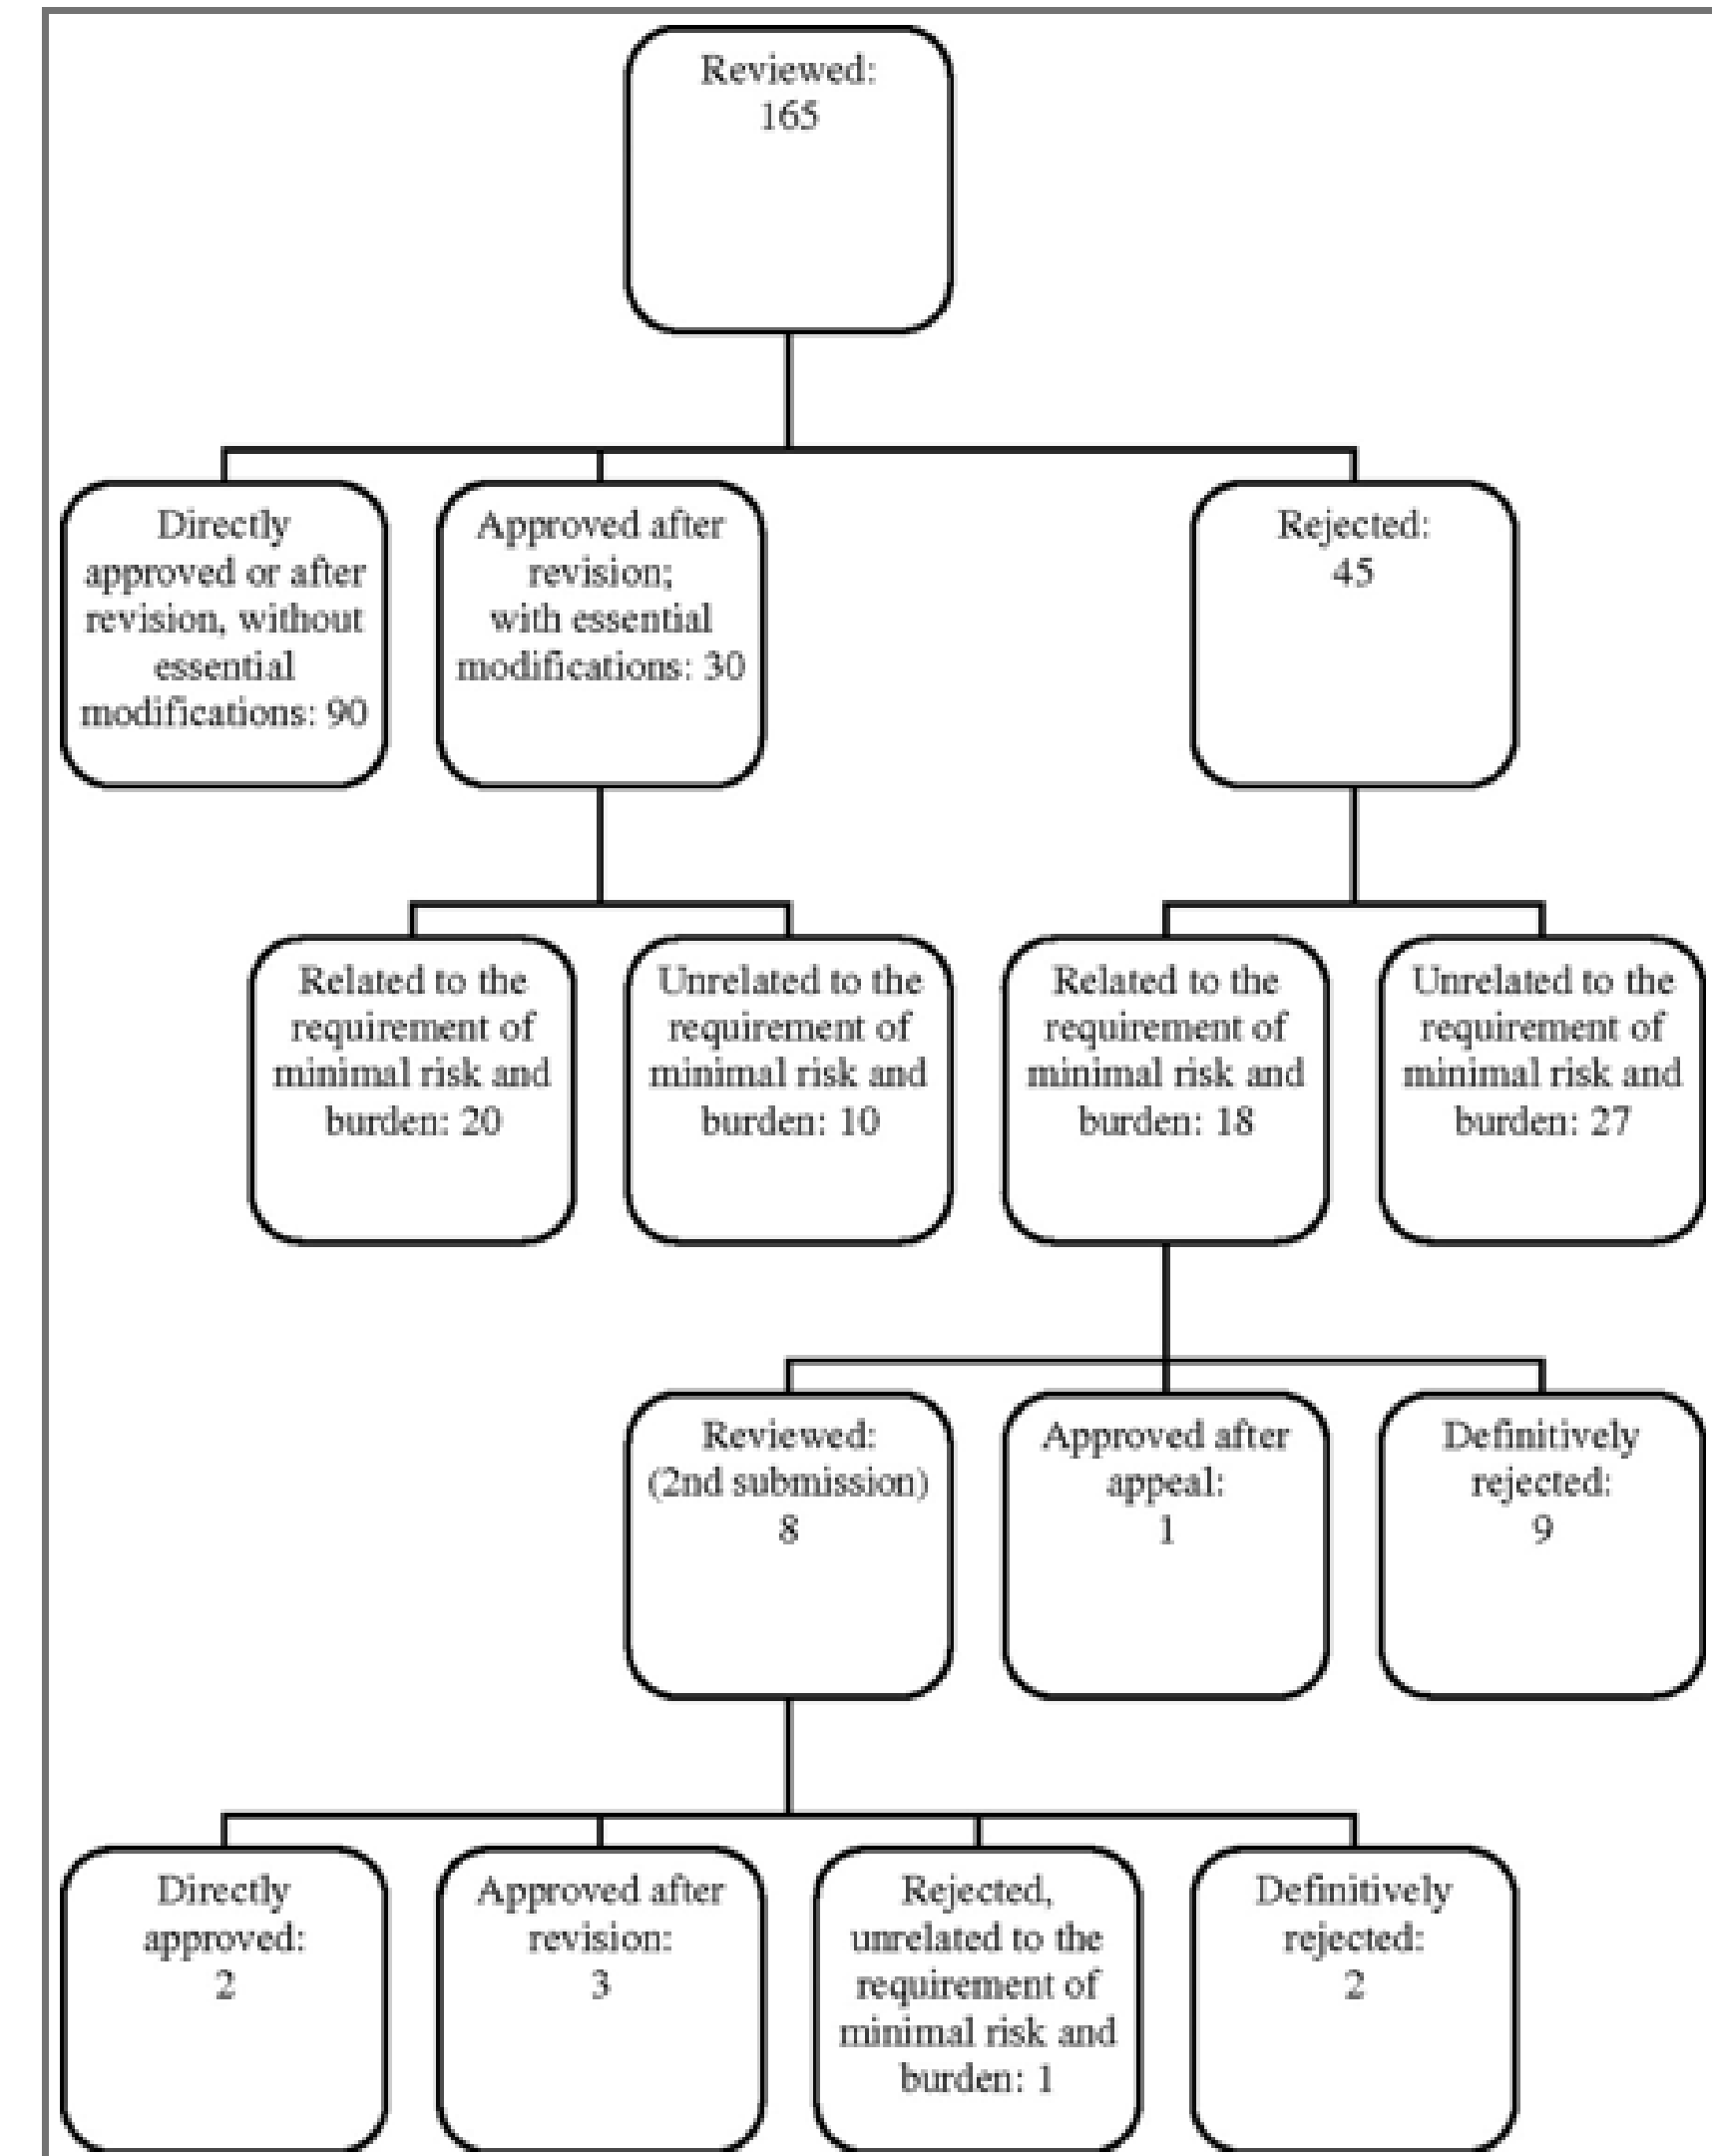 Reviewed:
165
Directly
approved or after
revision, without
essential
modifications: 90
Approved after
revision;
with essential
modifications: 30
Rejected:
45
Related to the
requirement of
minimal risk and
burden: 20
Unrelated to the
requirement of
minimal risk and
burden: 10
Related to the
requirement of
minimal risk and
burden: 18
Unrelated to the
requirement of
minimal risk and
burden: 27
Reviewed:
(2nd submission)
8
Approved after
appeal:
1
Definitively
rejected:
9
Directly
approved:
2
Approved after
revision:
3
Rejected,
unrelated to the
requirement of
minimal risk and
burden: 1
Definitively
rejected:
2